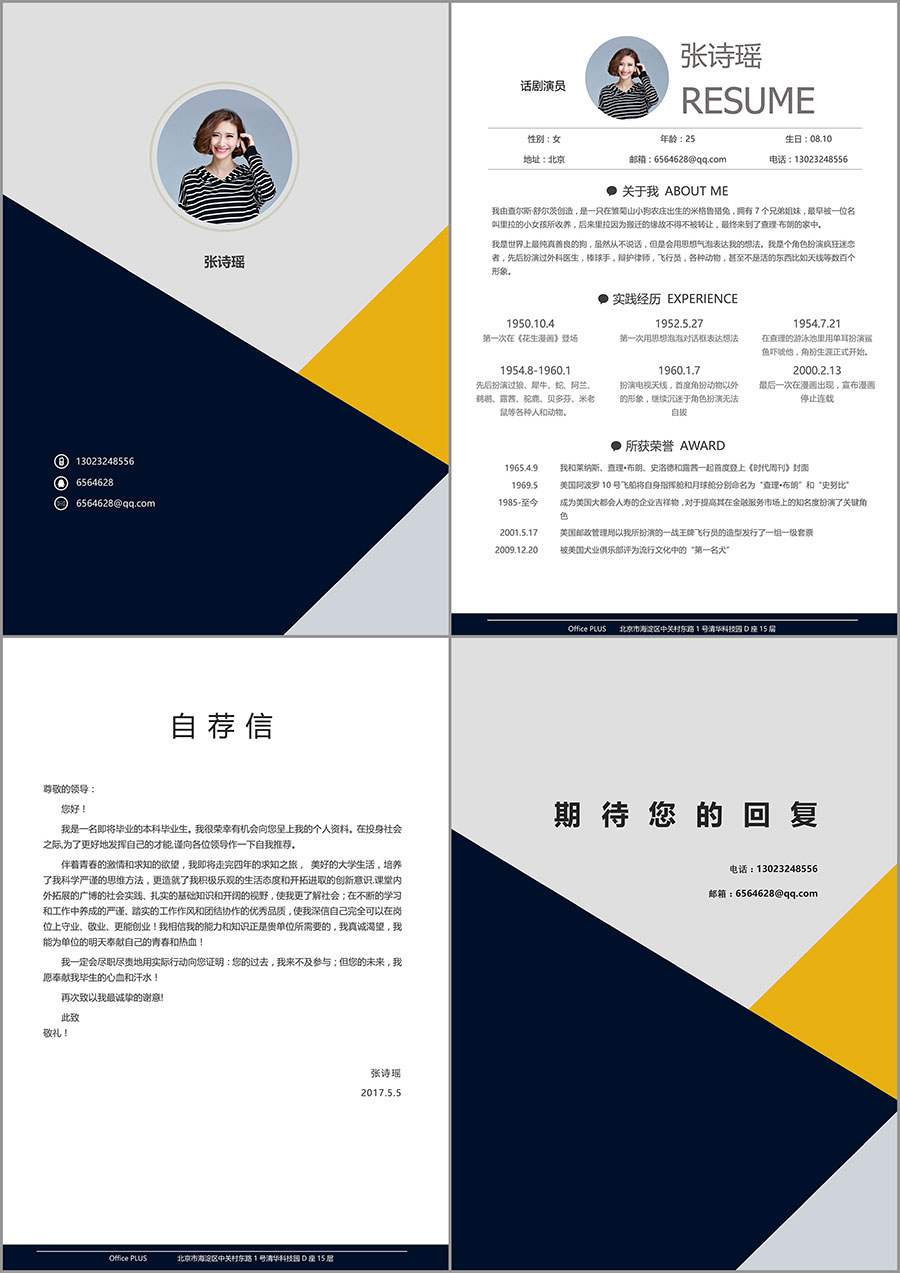 张诗瑶
13023248556
6564628
6564628@qq.com
话剧演员
张诗瑶
RESUME
性别：女 年龄：25 生日：08.10
地址：北京 邮箱：6564628@qq.com 电话：13023248556
关于我 ABOUT ME
我由查尔斯·舒尔茨创造，是一只在雏菊山小狗农庄出生的米格鲁猎兔，拥有 7 个兄弟姐妹，最早被一位名
叫里拉的小女孩所收养，后来里拉因为搬迁的缘故不得不被转让，最终来到了查理·布朗的家中。
我是世界上最纯真善良的狗，虽然从不说话，但是会用思想气泡表达我的想法。我是个角色扮演疯狂迷恋
者，先后扮演过外科医生，棒球手，辩护律师，飞行员，各种动物，甚至不是活的东西比如天线等数百个
形象。
实践经历 EXPERIENCE
1950.10.4
第一次在《花生漫画》登场
1952.5.27
第一次用思想泡泡对话框表达想法
1954.7.21
在查理的游泳池里用单耳扮演鲨
鱼吓唬他，角扮生涯正式开始。
1954.8-1960.1
先后扮演过狼、犀牛、蛇、阿兰、
鹈鹕、露茜、驼鹿、贝多芬、米老
鼠等各种人和动物。
1960.1.7
扮演电视天线，首度角扮动物以外
的形象，继续沉迷于角色扮演无法
自拔
2000.2.13
最后一次在漫画出现，宣布漫画
停止连载
所获荣誉 AWARD
1965.4.9 我和莱纳斯、查理•布朗、史洛德和露茜一起首度登上《时代周刊》封面
1969.5 美国阿波罗 10 号飞船将自身指挥舱和月球舱分别命名为“查理•布朗”和“史努比”
1985-至今 成为美国大都会人寿的企业吉祥物，对于提高其在金融服务市场上的知名度扮演了关键角
色
2001.5.17 美国邮政管理局以我所扮演的一战王牌飞行员的造型发行了一组一级套票
2009.12.20 被美国犬业俱乐部评为流行文化中的“第一名犬”
Office PLUS 北京市海淀区中关村东路 1 号清华科技园 D 座 15 层
自荐信
尊敬的领导：
您好！
我是一名即将毕业的本科毕业生。我很荣幸有机会向您呈上我的个人资料。在投身社会
之际,为了更好地发挥自己的才能,谨向各位领导作一下自我推荐。
伴着青春的激情和求知的欲望，我即将走完四年的求知之旅， 美好的大学生活，培养
了我科学严谨的思维方法，更造就了我积极乐观的生活态度和开拓进取的创新意识.课堂内
外拓展的广博的社会实践、扎实的基础知识和开阔的视野，使我更了解社会；在不断的学习
和工作中养成的严谨、踏实的工作作风和团结协作的优秀品质，使我深信自己完全可以在岗
位上守业、敬业、更能创业！我相信我的能力和知识正是贵单位所需要的，我真诚渴望，我
能为单位的明天奉献自己的青春和热血！
我一定会尽职尽责地用实际行动向您证明：您的过去，我来不及参与；但您的未来，我
愿奉献我毕生的心血和汗水！
再次致以我最诚挚的谢意!
此致
敬礼！
张诗瑶
2017.5.5
Office PLUS 北京市海淀区中关村东路 1 号清华科技园 D 座 15 层
期待您的回复
电话：13023248556
邮箱：6564628@qq.com